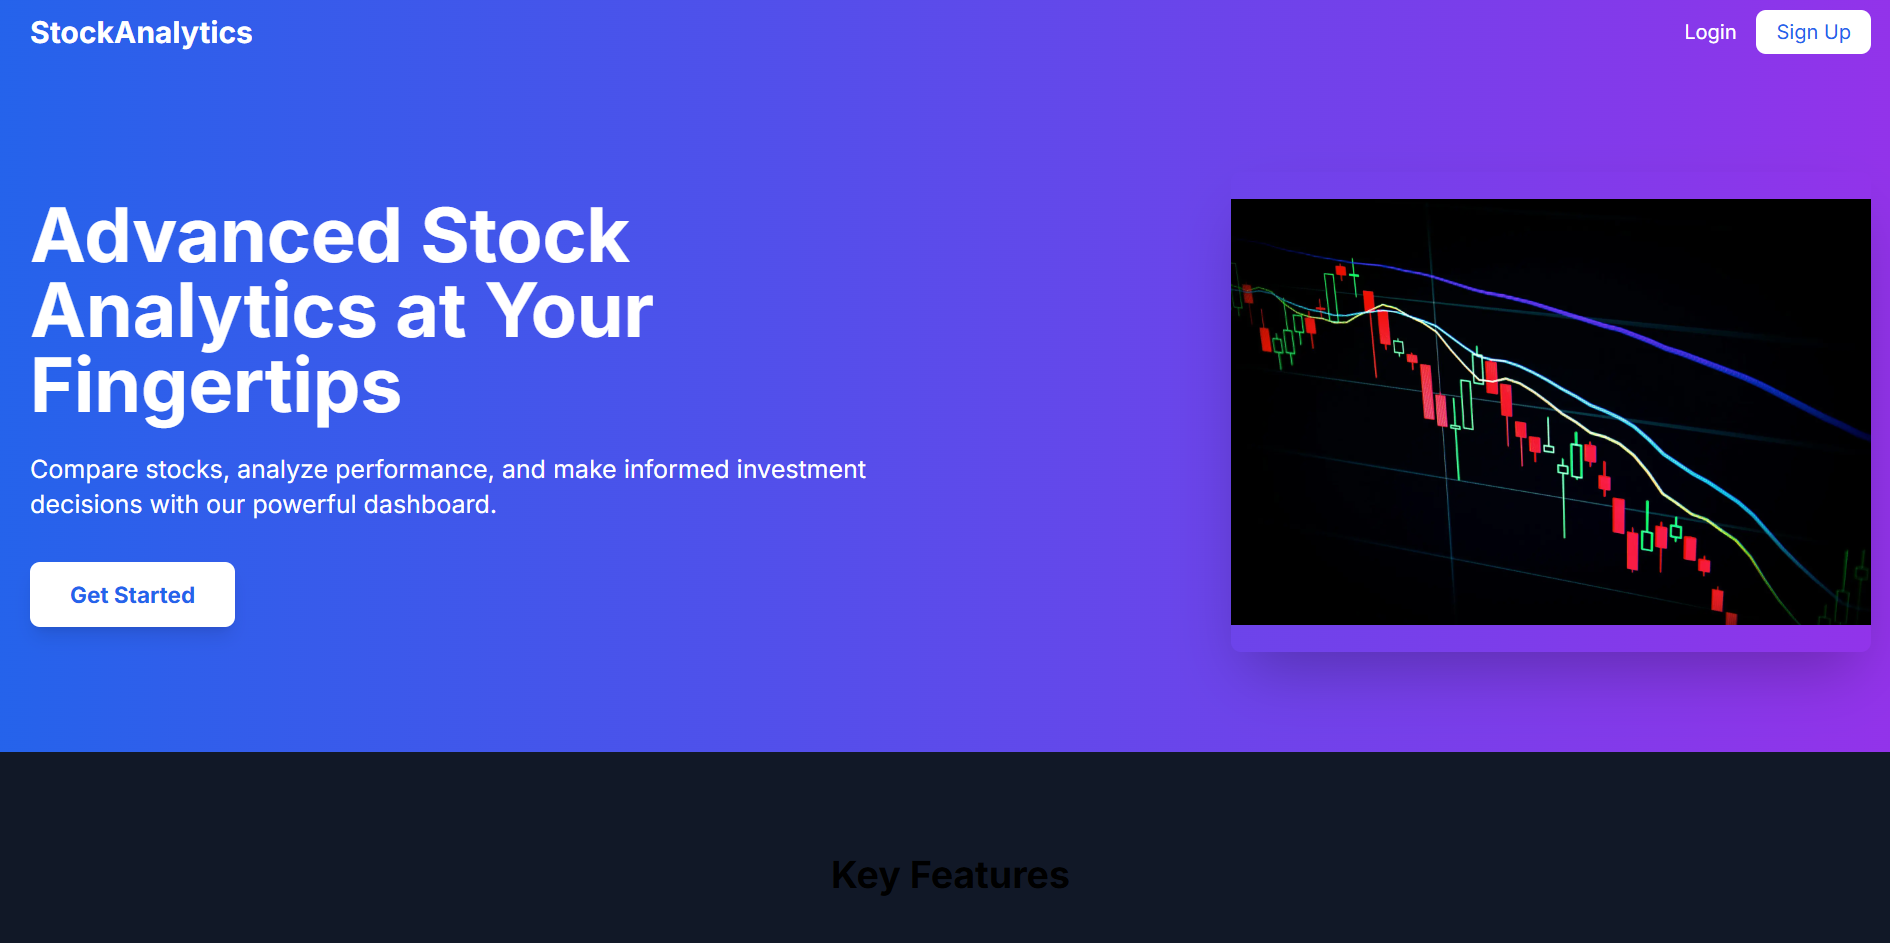 StockAnalytics
Login
Sign Up
Advanced Stock
Analytics at Your
Fingertips
Compare stocks, analyze performance, and make informed investment
decisions with our powerful dashboard.
Get Started
Key Features